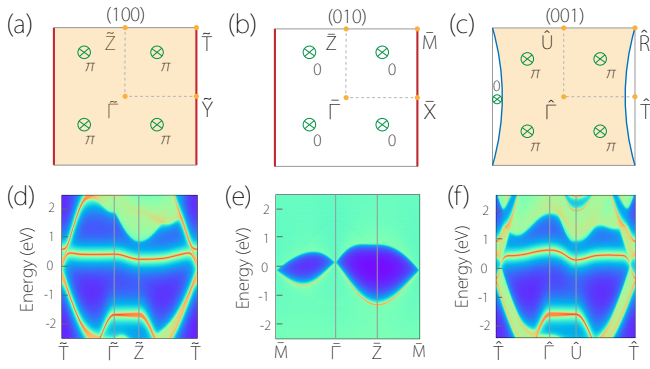 (a) (100)
Z̃ T̃
π π
Γ̃ Ỹ
π π
(b) (010)
Z̄ M̄
0 0
Γ̄ X̄
0 0
(c) (001)
Û R̂
π π
0
Γ̂ T̂
π π
(d)
Energy (eV)
2
1
0
-1
-2
T̃ Γ̃ Z̃ T̃
(e)
Energy (eV)
2
1
0
-1
-2
M̄ Γ̄ Z̄ M̄
(f)
Energy (eV)
2
1
0
-1
-2
T̂ Γ̂ Û T̂